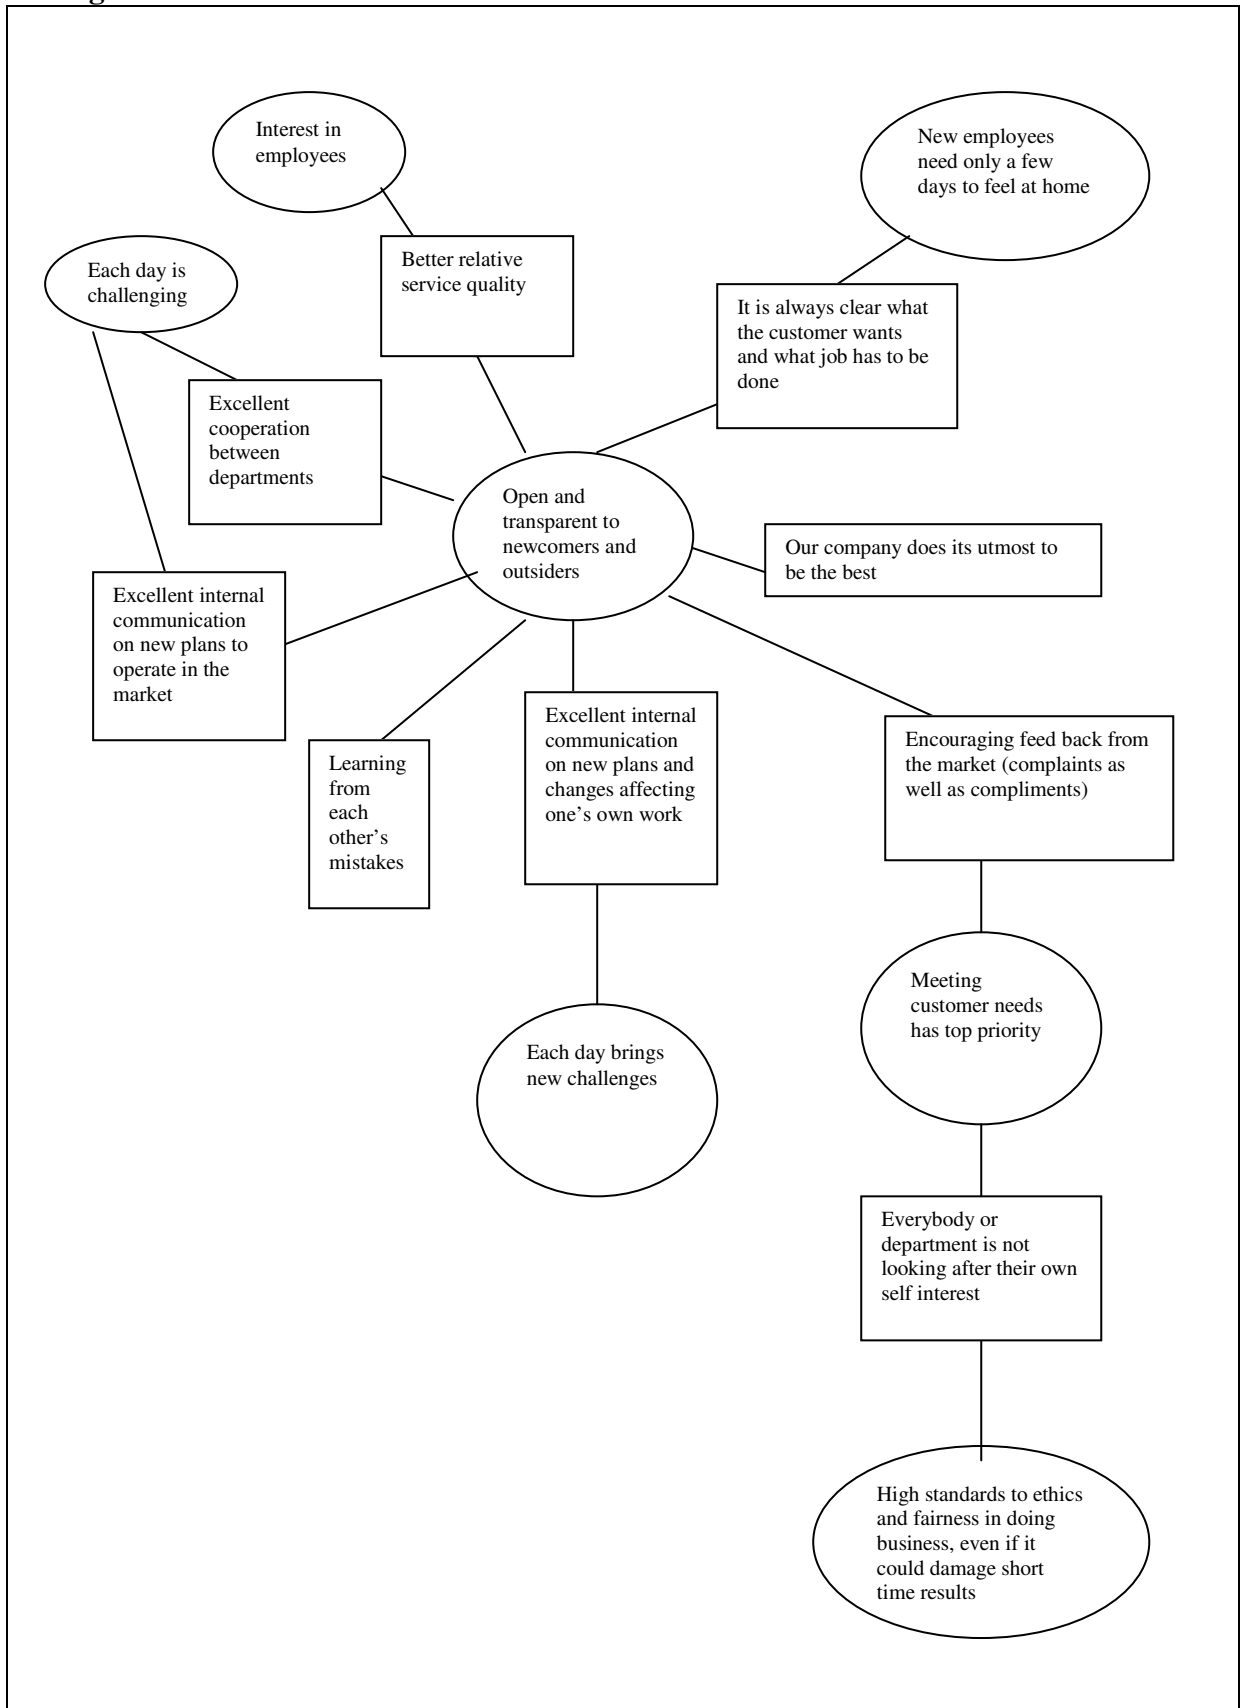 Interest in
employees
New employees
need only a few
days to feel at home
Each day is
challenging
Better relative
service quality
It is always clear what
the customer wants
and what job has to be
done
Excellent
cooperation
between
departments
Open and
transparent to
newcomers and
outsiders
Our company does its utmost to
be the best
Excellent internal
communication
on new plans to
operate in the
market
Learning
from
each
other’s
mistakes
Excellent internal
communication
on new plans and
changes affecting
one’s own work
Encouraging feed back from
the market (complaints as
well as compliments)
Meeting
customer needs
has top priority
Each day brings
new challenges
Everybody or
department is not
looking after their own
self interest
High standards to ethics
and fairness in doing
business, even if it
could damage short
time results